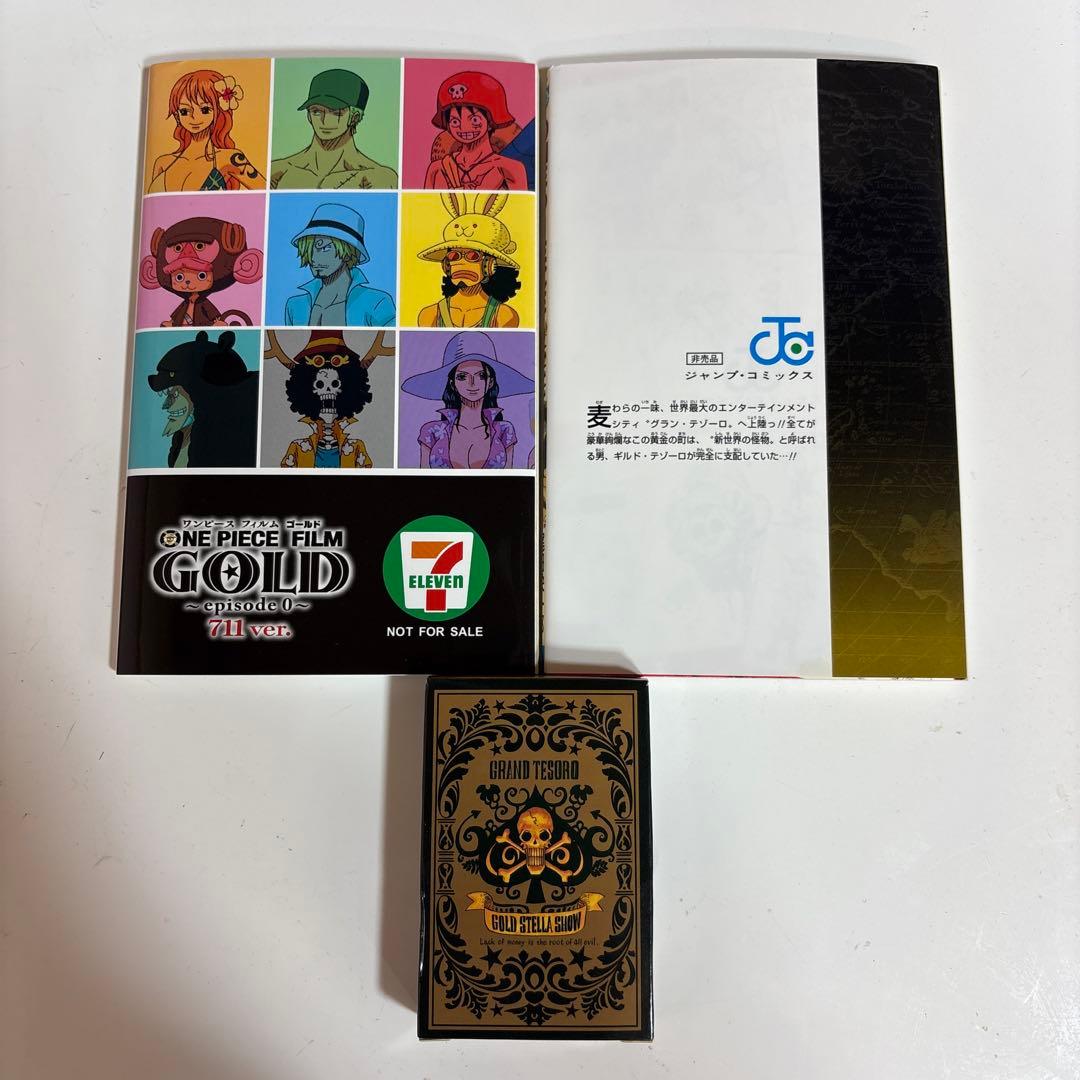 ワンピース フィルム ゴールド
ONE PIECE FILM
GOLD
～episode 0～
711 ver.
7
ELEVEn
NOT FOR SALE
非売品
ジャンプ・コミックス
麦わらの一味、世界最大のエンターテインメント
シティ〝グラン・テゾーロ〟へ上陸っ!!全てが
豪華絢爛なこの黄金の町は、〝新世界の怪物〟と呼ばれ
る男、ギルド・テゾーロが完全に支配していた…!!
GRAND TESORO
GOLD STELLA SHOW
Lack of money is the root of all evil.